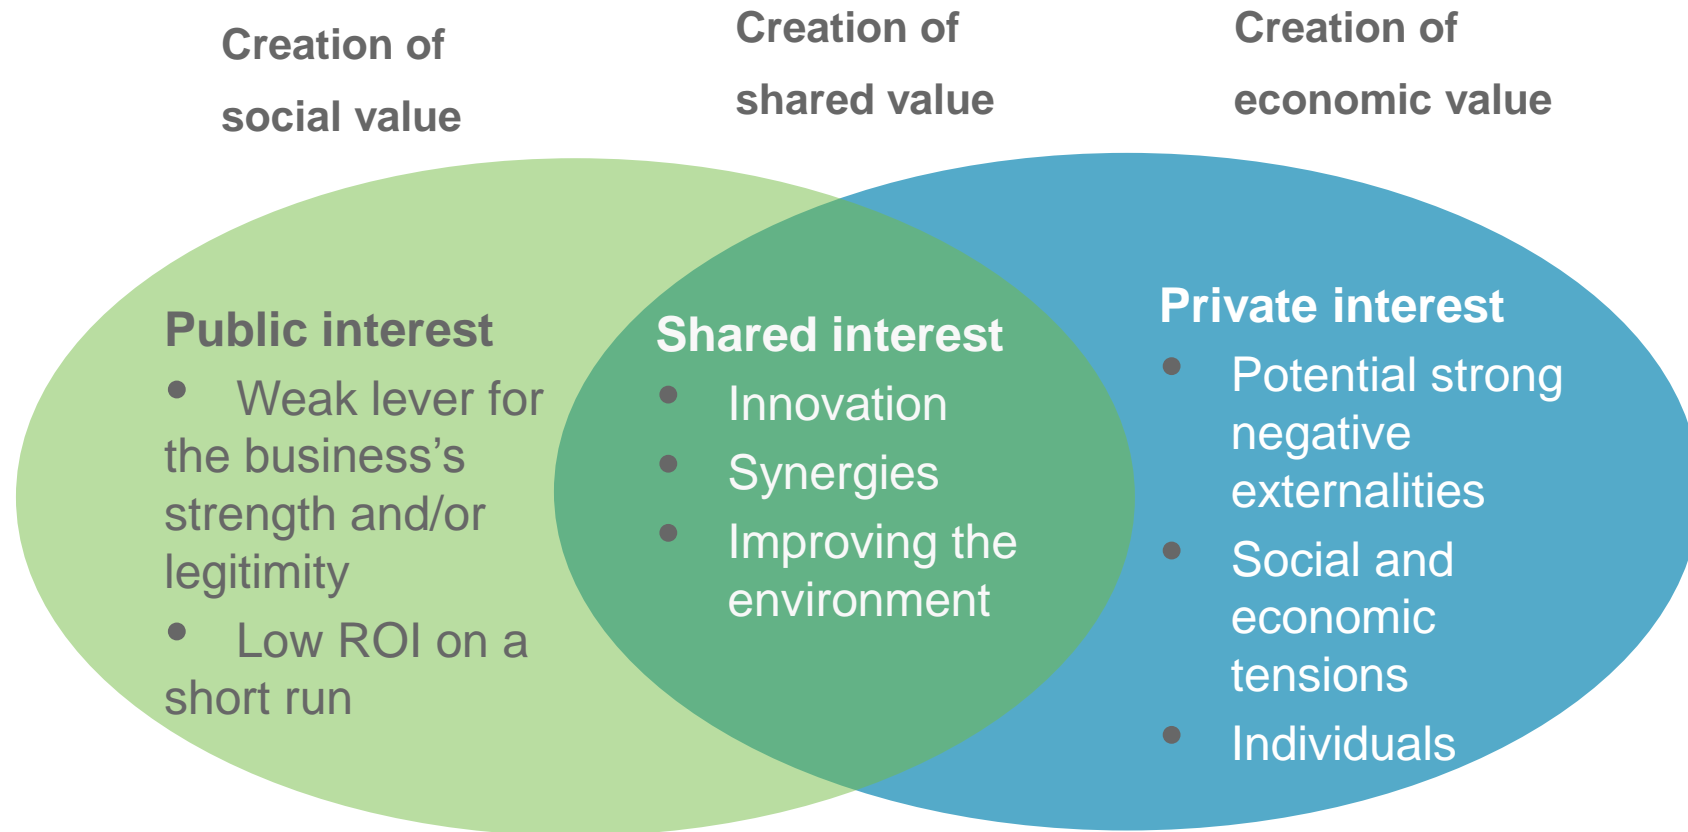 Creation of
social value
Creation of
shared value
Creation of
economic value
Public interest
• Weak lever for
the business’s
strength and/or
legitimity
• Low ROI on a
short run
Shared interest
• Innovation
• Synergies
• Improving the
environment
Private interest
• Potential strong
negative
externalities
• Social and
economic
tensions
• Individuals